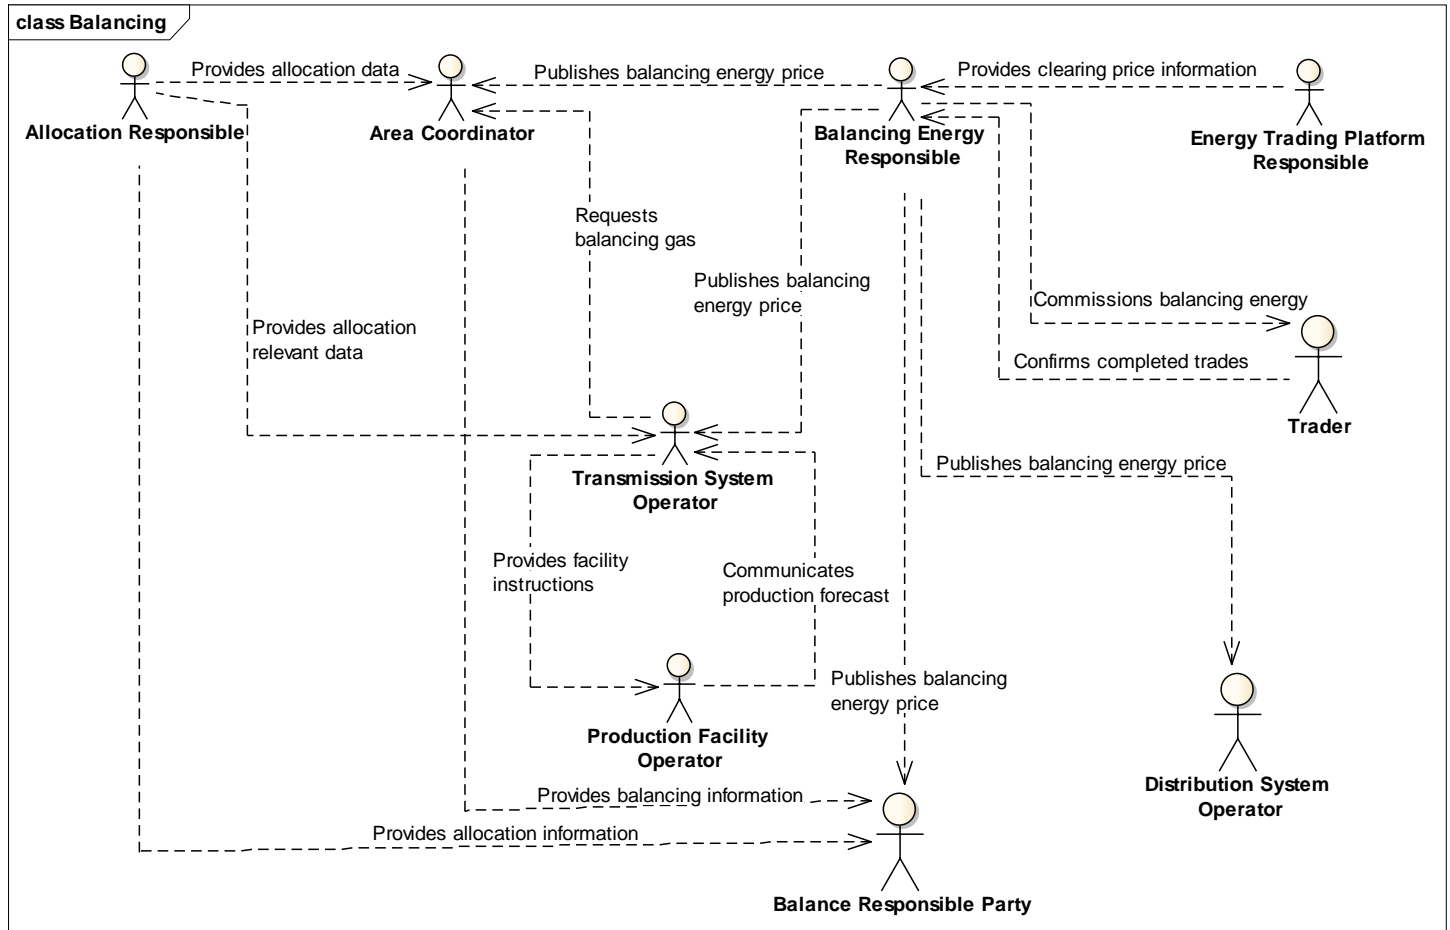 class Balancing
Provides allocation data
Publishes balancing energy price
Provides clearing price information
Allocation Responsible
Area Coordinator
Balancing Energy
Responsible
Energy Trading Platform
Responsible
Requests
balancing gas
Publishes balancing
energy price
Commissions balancing energy
Provides allocation
relevant data
Confirms completed trades
Trader
Transmission System
Operator
Publishes balancing energy price
Provides facility
instructions
Communicates
production forecast
Publishes balancing
energy price
Production Facility
Operator
Distribution System
Operator
Provides balancing information
Provides allocation information
Balance Responsible Party